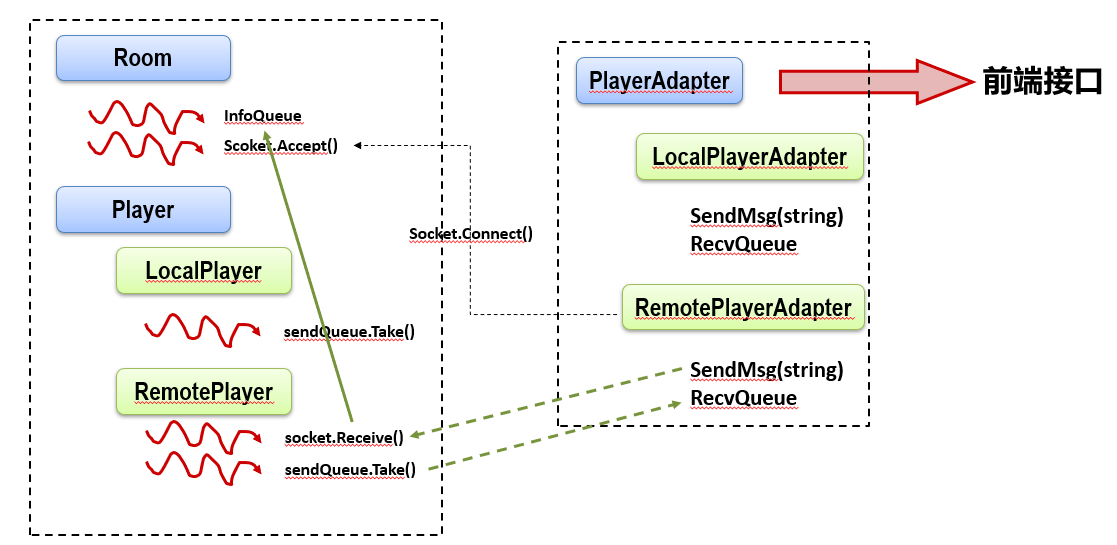 Room
InfoQueue
Scoket.Accept()
Player
LocalPlayer
sendQueue.Take()
RemotePlayer
socket.Receive()
sendQueue.Take()
Socket.Connect()
PlayerAdapter
前端接口
LocalPlayerAdapter
SendMsg(string)
RecvQueue
RemotePlayerAdapter
SendMsg(string)
RecvQueue